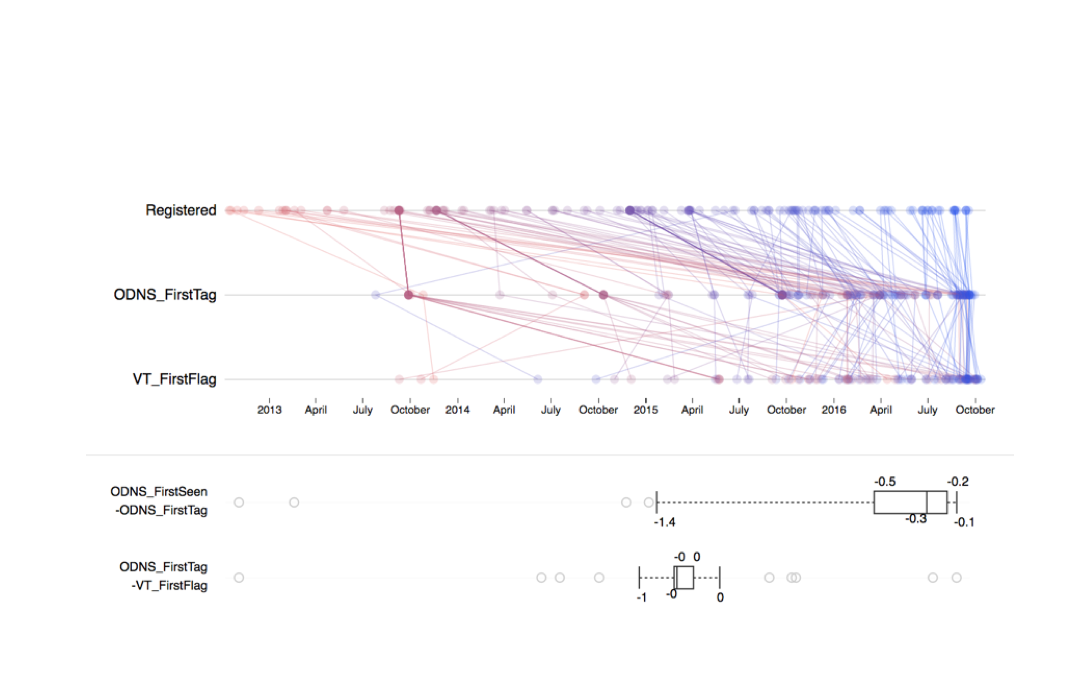 Registered
ODNS_FirstTag
VT_FirstFlag
2013 April July October 2014 April July October 2015 April July October 2016 April July October
ODNS_FirstSeen
-ODNS_FirstTag
-0.5 -0.2
-1.4 -0.3 -0.1
ODNS_FirstTag
-VT_FirstFlag
-0 0
-1 -0 0